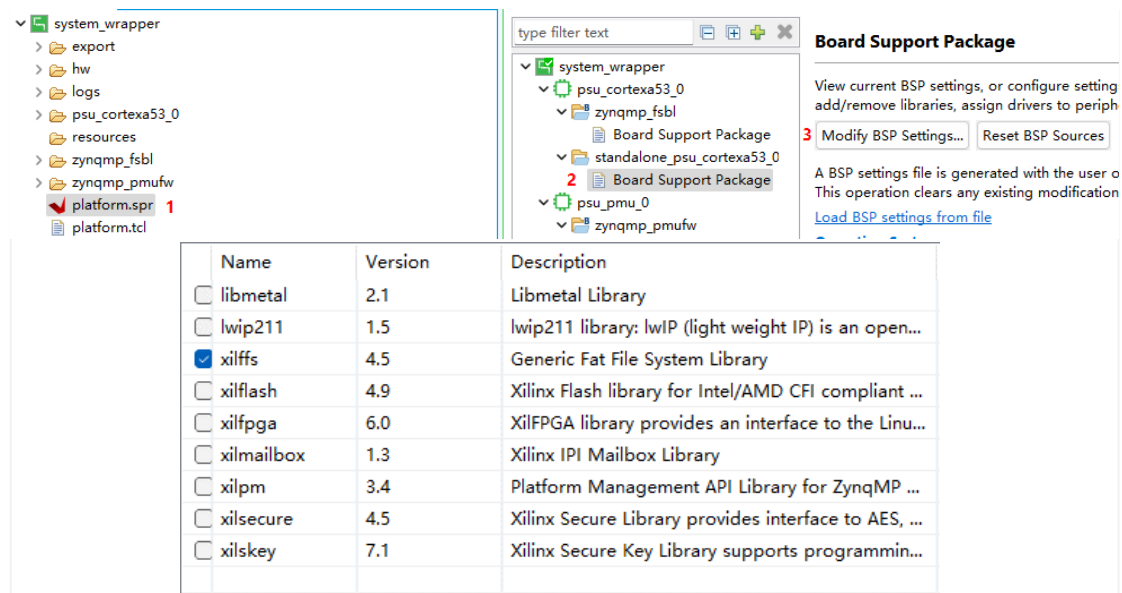 system_wrapper
export
hw
logs
psu_cortexa53_0
resources
zynqmp_fsbl
zynqmp_pmufw
platform.spr 1
platform.tcl
type filter text
system_wrapper
psu_cortexa53_0
zynqmp_fsbl
Board Support Package
standalone_psu_cortexa53_0
2 Board Support Package
psu_pmu_0
zynqmp_pmufw
Board Support Package
View current BSP settings, or configure setting
add/remove libraries, assign drivers to periph
3 Modify BSP Settings... Reset BSP Sources
A BSP settings file is generated with the user o
This operation clears any existing modification
Load BSP settings from file
Name Version Description
libmetal 2.1 Libmetal Library
lwip211 1.5 lwip211 library: lwIP (light weight IP) is an open...
xilffs 4.5 Generic Fat File System Library
xilflash 4.9 Xilinx Flash library for Intel/AMD CFI compliant ...
xilfpga 6.0 XilFPGA library provides an interface to the Linu...
xilmailbox 1.3 Xilinx IPI Mailbox Library
xilpm 3.4 Platform Management API Library for ZynqMP ...
xilsecure 4.5 Xilinx Secure Library provides interface to AES, ...
xilskey 7.1 Xilinx Secure Key Library supports programmin...